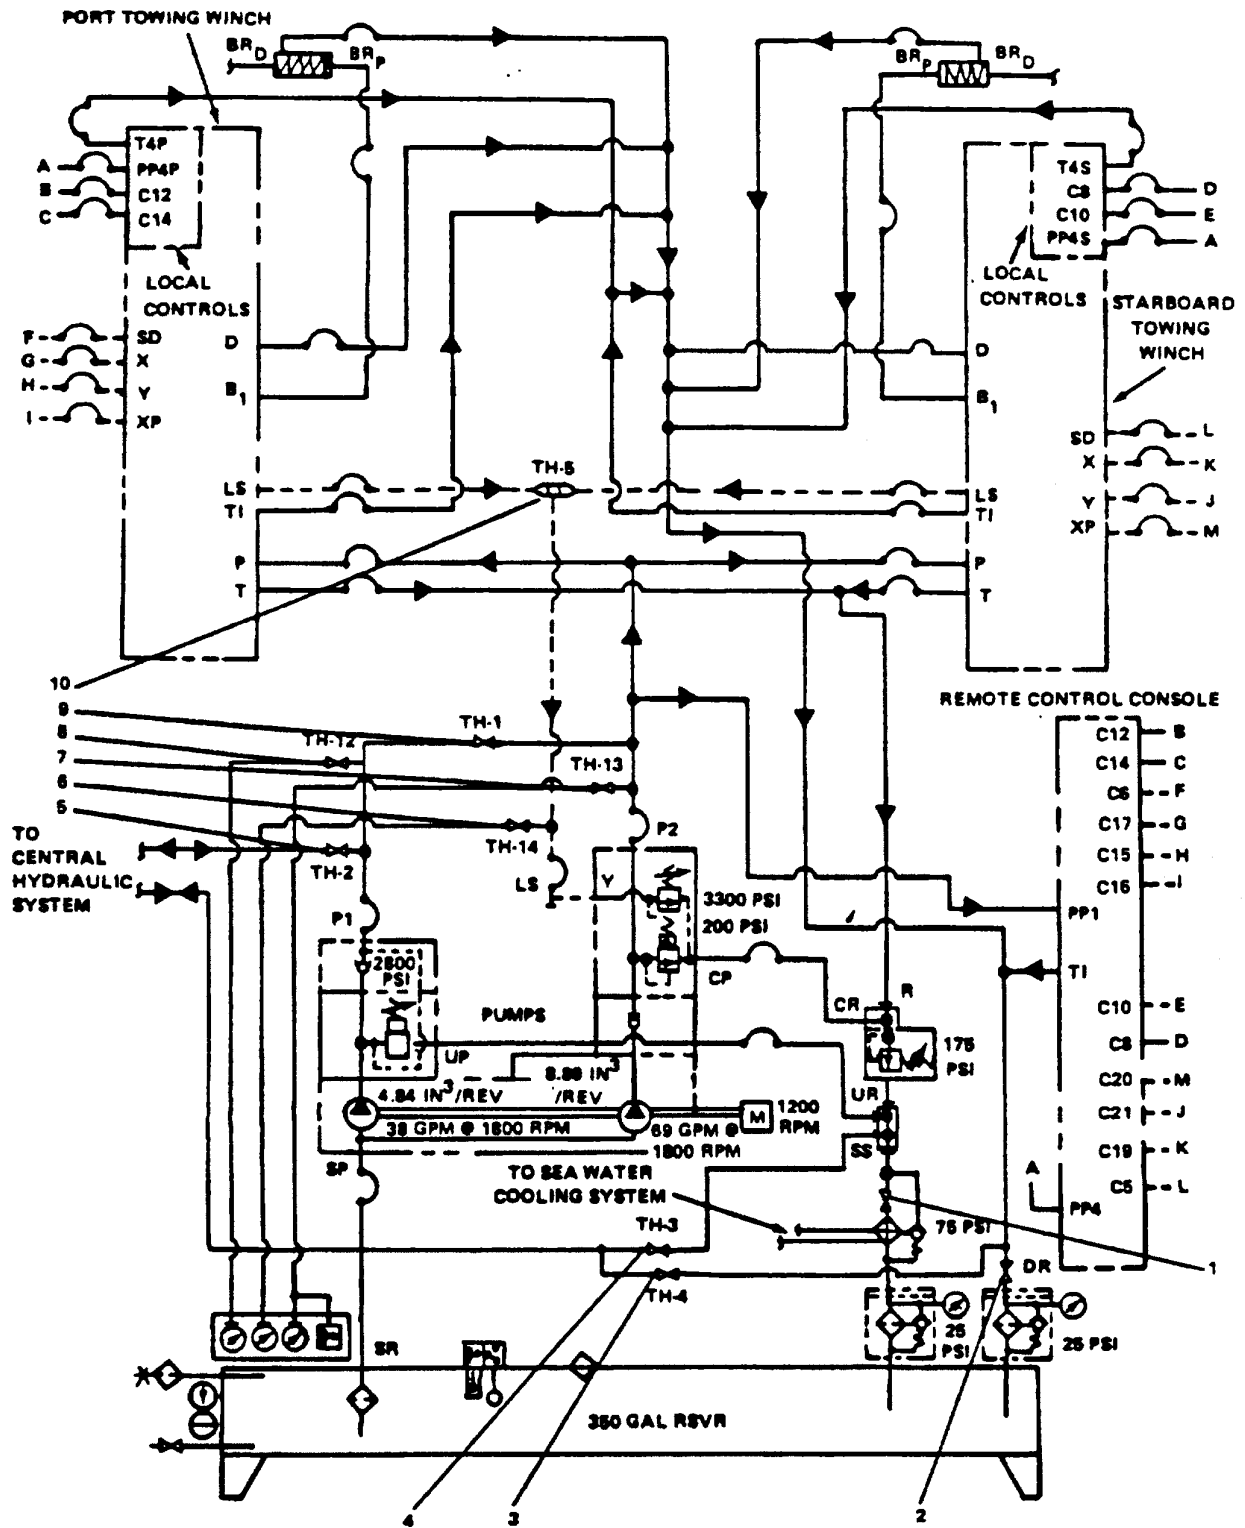 PORT TOWING WINCH
BRD
BRP
BRP
BRD
T4P
A
PP4P
B
C12
C
C14
LOCAL
CONTROLS
T4S
C8
D
C10
E
PP4S
A
LOCAL
CONTROLS
STARBOARD
TOWING
WINCH
F
SD
G
X
H
Y
I
XP
D
B1
D
B1
SD
L
X
K
Y
J
XP
M
LS
TI
TH-5
LS
TI
P
T
P
T
10
9
8
7
6
5
TH-1
TH-12
TH-13
TH-14
TH-2
TO
CENTRAL
HYDRAULIC
SYSTEM
REMOTE CONTROL CONSOLE
C12
B
C14
C
C6
F
C17
G
C15
H
C16
I
PP1
TI
C10
E
C8
D
C20
M
C21
J
C19
K
C5
L
A
PP4
P2
LS
Y
3300 PSI
200 PSI
P1
2800
PSI
CP
CR
R
PUMPS
UP
175
PSI
UR
4.84 IN3/REV
8.86 IN3
/REV
38 GPM @ 1800 RPM
69 GPM @
1800 RPM
M
1200
RPM
SS
SP
TO SEA WATER
COOLING SYSTEM
75 PSI
TH-3
TH-4
DR
1
25
PSI
25 PSI
SR
350 GAL RSVR
4
3
2